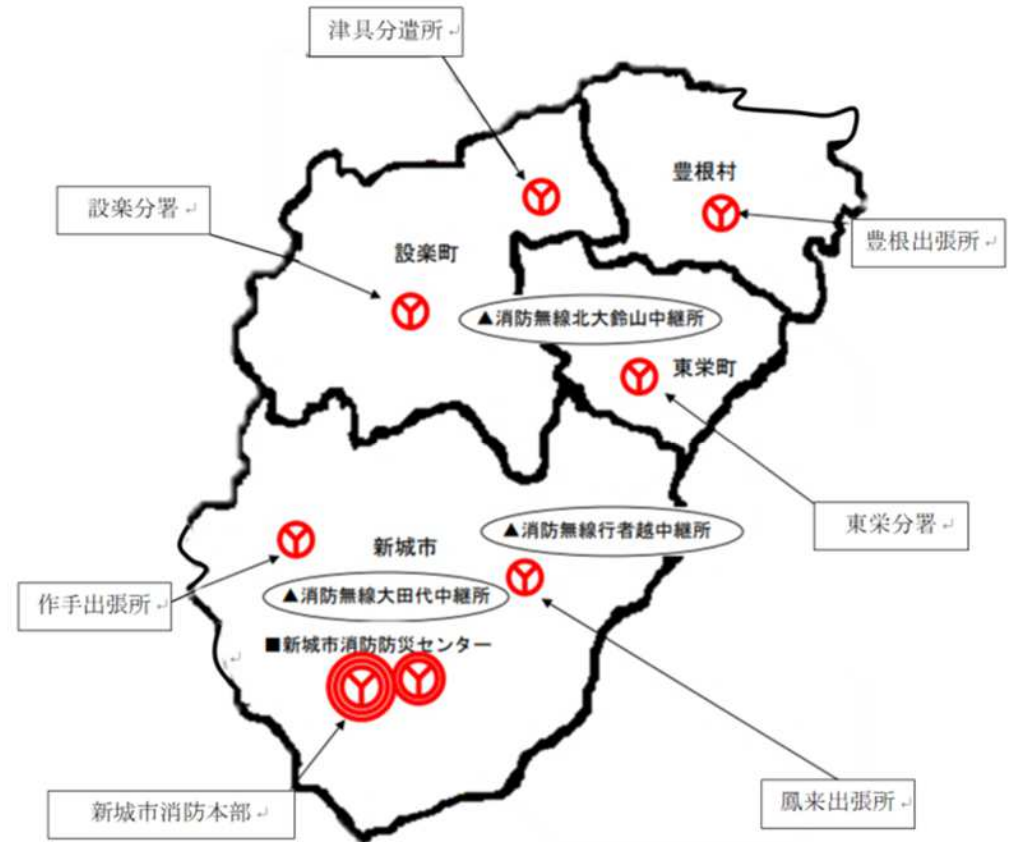 津具分遣所
豊根村
設楽分署
設楽町
豊根出張所
▲消防無線北大鈴山中継所
東栄町
▲消防無線行者越中継所
東栄分署
新城市
作手出張所
▲消防無線大田代中継所
■新城市消防防災センター
新城市消防本部
鳳来出張所